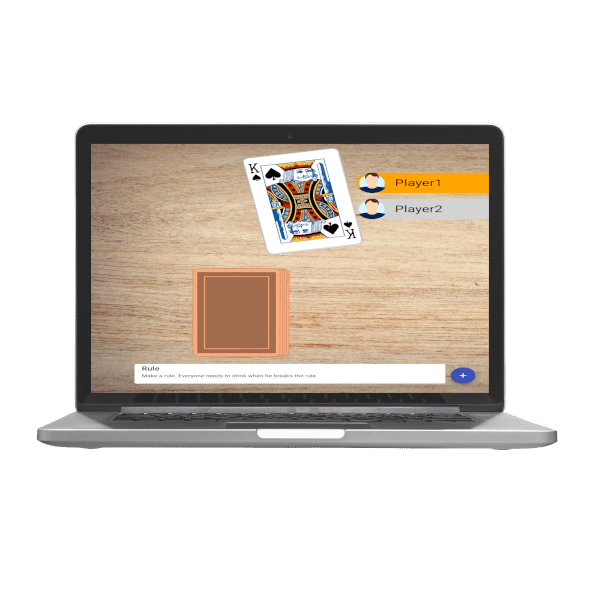 K
Player1
Player2
K
Rule
Make a rule. Everyone needs to drink when he breaks the rule.
+